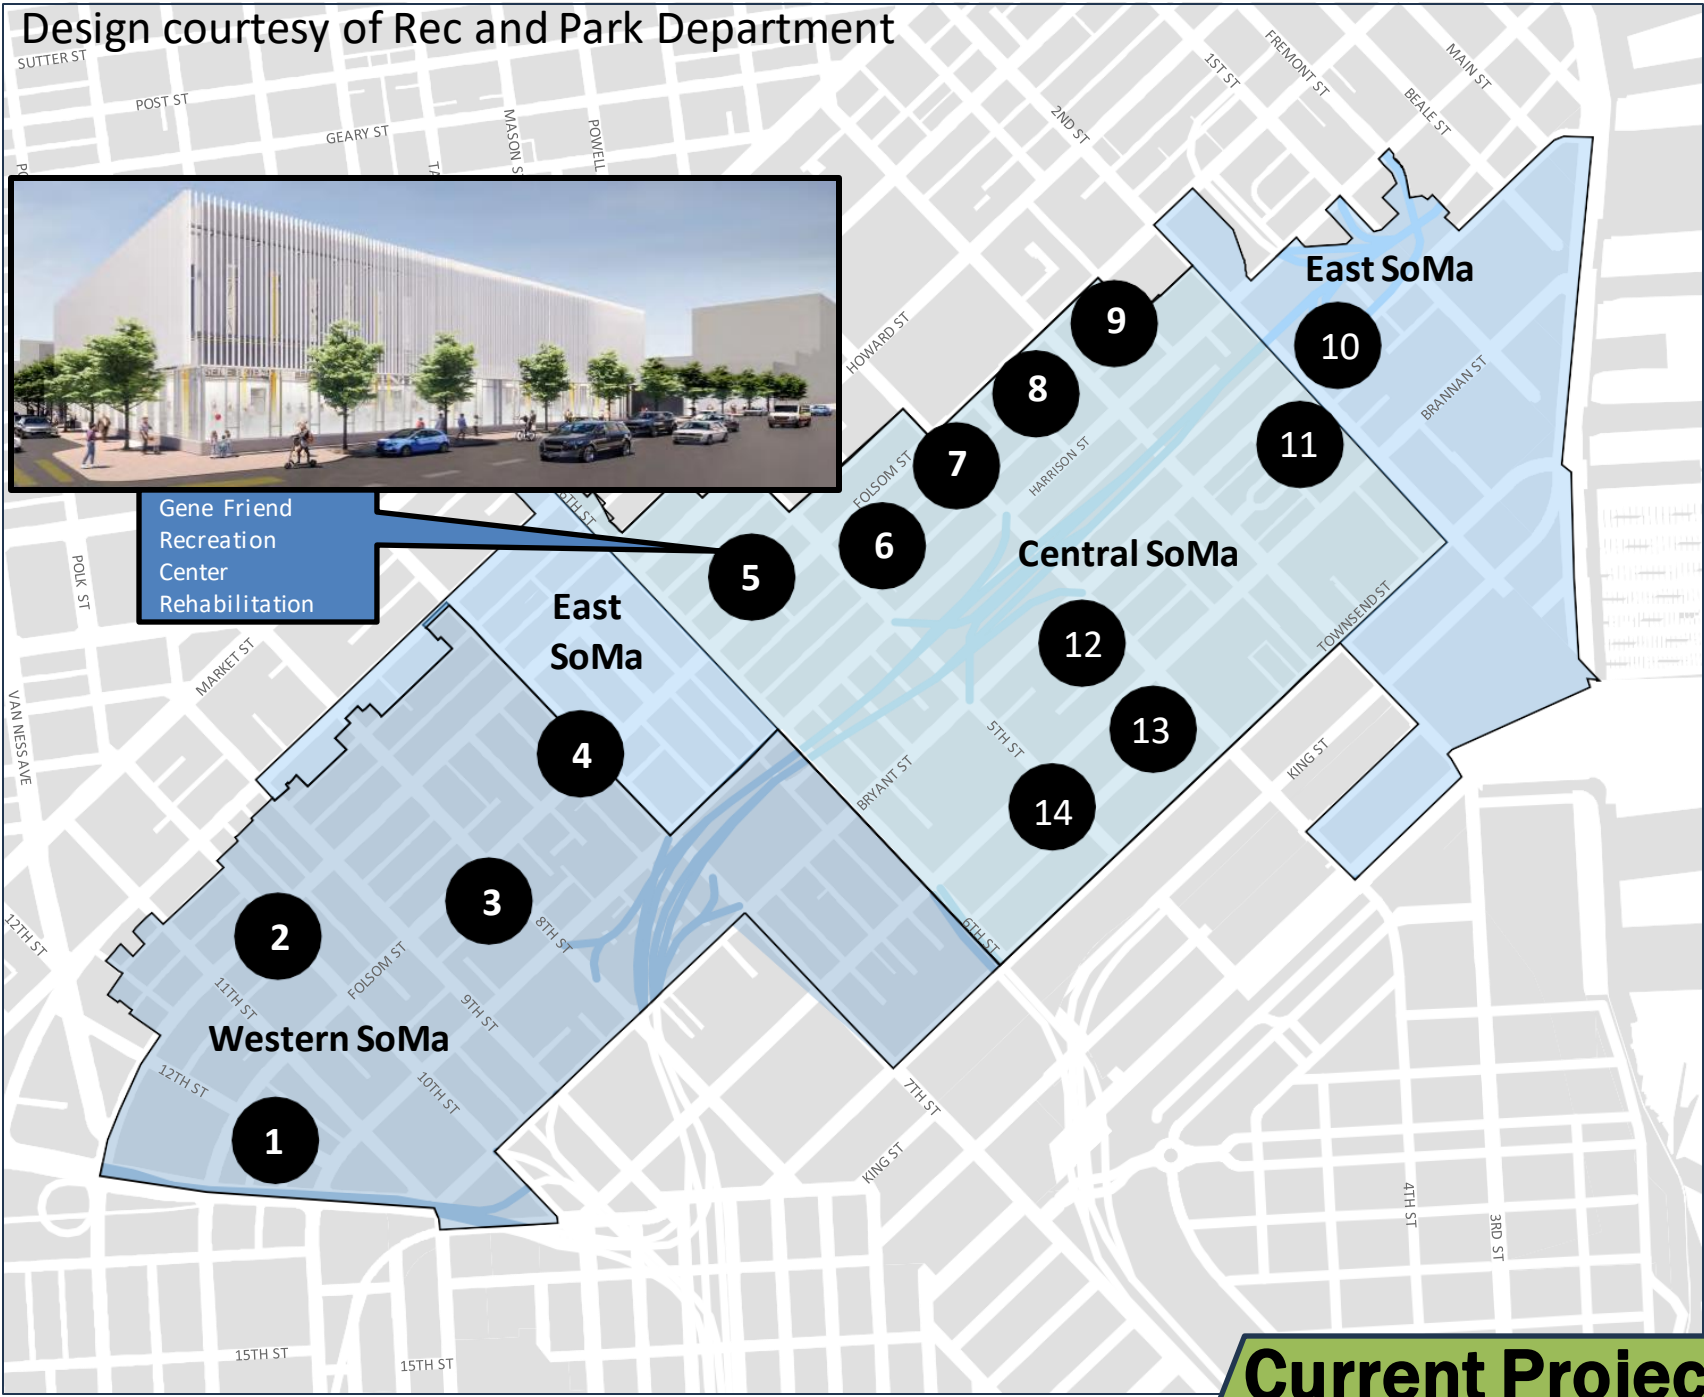 Design courtesy of Rec and Park Department
SUTTER ST
POST ST
GEARY ST
MASON S
POWELL
TA
1ST ST
FREMONT ST
MAIN ST
BEALE ST
2ND ST
East SoMa
9
10
HOWARD ST
8
BRANNAN ST
11
FOLSOM ST
7
HARRISON ST
6
Central SoMa
5
Gene Friend
Recreation
Center
Rehabilitation
POLK ST
East
SoMa
MARKET ST
VAN NESS AVE
12
TOWNSEND ST
13
5TH ST
4
KING ST
BRYANT ST
14
3
2
12TH ST
8TH ST
6TH ST
FOLSOM ST
11TH ST
9TH ST
Western SoMa
12TH ST
10TH ST
1
7TH ST
KING ST
4TH ST
3RD ST
15TH ST
15TH ST
Current Projec